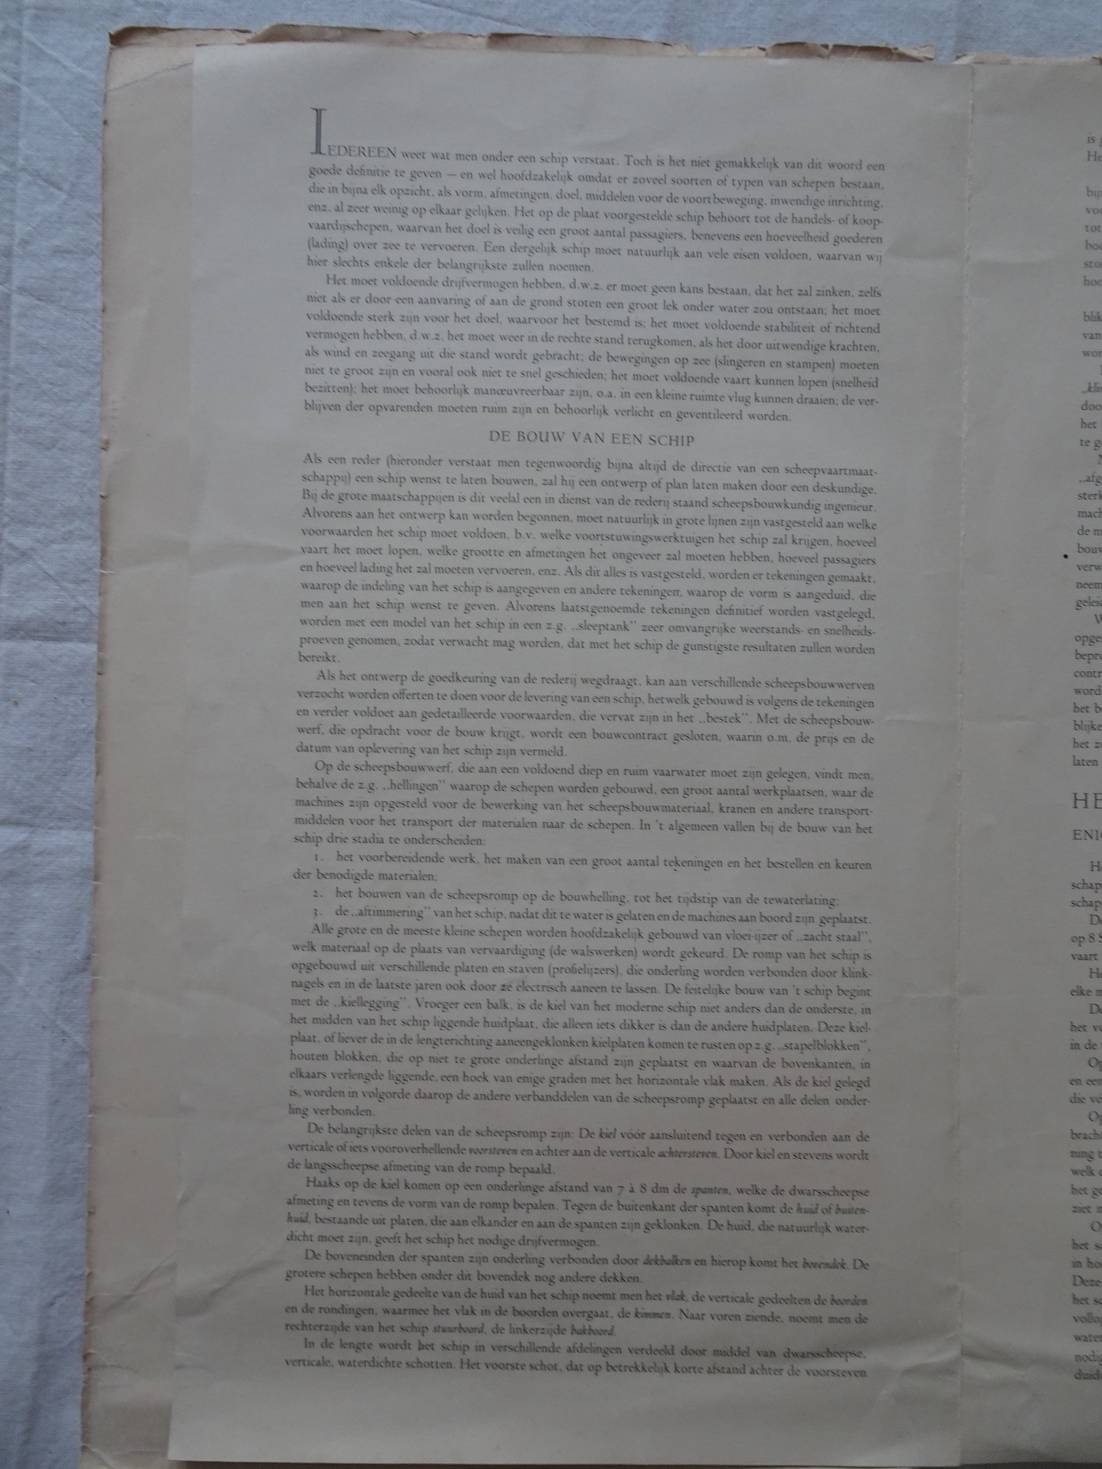 IEDEREEN weet wat men onder een schip verstaat. Toch is het niet gemakkelijk van dit woord een
goede definitie te geven — en wel hoofdzakelijk omdat er zoveel soorten of typen van schepen bestaan,
die in bijna elk opzicht, als vorm, afmetingen, doel, middelen voor de voortbeweging, inwendige inrichting,
enz. al zeer weinig op elkaar gelijken. Het op de plaat voorgestelde schip behoort tot de handels- of koop-
vaardijschepen, waarvan het doel is veilig een groot aantal passagiers, benevens een hoeveelheid goederen
(lading) over zee te vervoeren. Een dergelijk schip moet natuurlijk aan vele eisen voldoen, waarvan wij
hier slechts enkele der belangrijkste zullen noemen.
Het moet voldoende drijfvermogen hebben, d.w.z. er moet geen kans bestaan, dat het zal zinken, zelfs
niet als er door een aanvaring of aan de grond stoten een groot lek onder water zou ontstaan; het moet
voldoende sterk zijn voor het doel, waarvoor het bestemd is; het moet voldoende stabiliteit of richtend
vermogen hebben, d.w.z. het moet weer in de rechte stand terugkomen, als het door uitwendige krachten,
als wind en zeegang uit die stand wordt gebracht; de bewegingen op zee (slingeren en stampen) moeten
niet te groot zijn en vooral ook niet te snel geschieden; het moet voldoende vaart kunnen lopen (snelheid
bezitten); het moet behoorlijk manœuvreerbaar zijn, o.a. in een kleine ruimte vlug kunnen draaien; de ver-
blijven der opvarenden moeten ruim zijn en behoorlijk verlicht en geventileerd worden.
DE BOUW VAN EEN SCHIP
Als een reder (hieronder verstaat men tegenwoordig bijna altijd de directie van een scheepvaartmaat-
schappij) een schip wenst te laten bouwen, zal hij een ontwerp of plan laten maken door een deskundige.
Bij de grote maatschappijen is dit veelal een in dienst van de rederij staand scheepsbouwkundig ingenieur.
Alvorens aan het ontwerp kan worden begonnen, moet natuurlijk in grote lijnen zijn vastgesteld aan welke
voorwaarden het schip moet voldoen, b.v. welke voortstuwingswerktuigen het schip zal krijgen, hoeveel
vaart het moet lopen, welke grootte en afmetingen het ongeveer zal moeten hebben, hoeveel passagiers
en hoeveel lading het zal moeten vervoeren, enz. Als dit alles is vastgesteld, worden er tekeningen gemaakt,
waarop de indeling van het schip is aangegeven en andere tekeningen, waarop de vorm is aangeduid, die
men aan het schip wenst te geven. Alvorens laatstgenoemde tekeningen definitief worden vastgelegd,
worden met een model van het schip in een z.g. „sleeptank” zeer omvangrijke weerstands- en snelheids-
proeven genomen, zodat verwacht mag worden, dat met het schip de gunstigste resultaten zullen worden
bereikt.
Als het ontwerp de goedkeuring van de rederij wegdraagt, kan aan verschillende scheepsbouwwerven
verzocht worden offerten te doen voor de levering van een schip, hetwelk gebouwd is volgens de tekeningen
en verder voldoet aan gedetailleerde voorwaarden, die vervat zijn in het „bestek”. Met de scheepsbouw-
werf, die opdracht voor de bouw krijgt, wordt een bouwcontract gesloten, waarin o.m. de prijs en de
datum van oplevering van het schip zijn vermeld.
Op de scheepsbouwwerf, die aan een voldoend diep en ruim vaarwater moet zijn gelegen, vindt men,
behalve de z.g. „hellingen” waarop de schepen worden gebouwd, een groot aantal werkplaatsen, waar de
machines zijn opgesteld voor de bewerking van het scheepsbouwmateriaal, kranen en andere transport-
middelen voor het transport der materialen naar de schepen. In 't algemeen vallen bij de bouw van het
schip drie stadia te onderscheiden:
1. het voorbereidende werk, het maken van een groot aantal tekeningen en het bestellen en keuren
der benodigde materialen;
2. het bouwen van de scheepsromp op de bouwhelling, tot het tijdstip van de tewaterlating;
3. de „aftimmering” van het schip, nadat dit te water is gelaten en de machines aan boord zijn geplaatst.
Alle grote en de meeste kleine schepen worden hoofdzakelijk gebouwd van vloei-ijzer of „zacht staal”,
welk materiaal op de plaats van vervaardiging (de walswerken) wordt gekeurd. De romp van het schip is
opgebouwd uit verschillende platen en staven (profielijzers), die onderling worden verbonden door klink-
nagels en in de laatste jaren ook door ze electrisch aaneen te lassen. De feitelijke bouw van 't schip begint
met de „kiellegging”. Vroeger een balk, is de kiel van het moderne schip niet anders dan de onderste, in
het midden van het schip liggende huidplaat, die alleen iets dikker is dan de andere huidplaten. Deze kiel-
plaat, of liever de in de lengterichting aaneengeklonken kielplaten komen te rusten op z.g. „stapelblokken”,
houten blokken, die op niet te grote onderlinge afstand zijn geplaatst en waarvan de bovenkanten, in
elkaars verlengde liggende, een hoek van enige graden met het horizontale vlak maken. Als de kiel gelegd
is, worden in volgorde daarop de andere verbanddelen van de scheepsromp geplaatst en alle delen onder-
ling verbonden.
De belangrijkste delen van de scheepsromp zijn: De kiel vóór aansluitend tegen en verbonden aan de
verticale of iets vooroverhellende voorsteven en achter aan de verticale achtersteven. Door kiel en stevens wordt
de langsscheepse afmeting van de romp bepaald.
Haaks op de kiel komen op een onderlinge afstand van 7 à 8 dm de spanten, welke de dwarsscheepse
afmeting en tevens de vorm van de romp bepalen. Tegen de buitenkant der spanten komt de huid of buiten-
huid, bestaande uit platen, die aan elkander en aan de spanten zijn geklonken. De huid, die natuurlijk water-
dicht moet zijn, geeft het schip het nodige drijfvermogen.
De boveneinden der spanten zijn onderling verbonden door dekbalken en hierop komt het bovendek. De
grotere schepen hebben onder dit bovendek nog andere dekken.
Het horizontale gedeelte van de huid van het schip noemt men het vlak, de verticale gedeelten de boorden
en de rondingen, waarmee het vlak in de boorden overgaat, de kimmen. Naar voren ziende, noemt men de
rechterzijde van het schip stuurboord, de linkerzijde bakboord.
In de lengte wordt het schip in verschillende afdelingen verdeeld door middel van dwarsscheepse,
verticale, waterdichte schotten. Het voorste schot, dat op betrekkelijk korte afstand achter de voorsteven